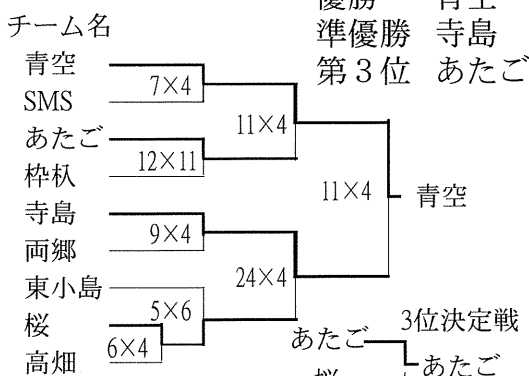 優勝 青空
準優勝 寺島
第３位 あたご
チーム名
青空
SMS
あたご
枠杁
寺島
両郷
東小島
桜
高畑
7×4
12×11
9×4
5×6
6×4
11×4
24×4
11×4
青空
3位決定戦
あたご
あたご
桜